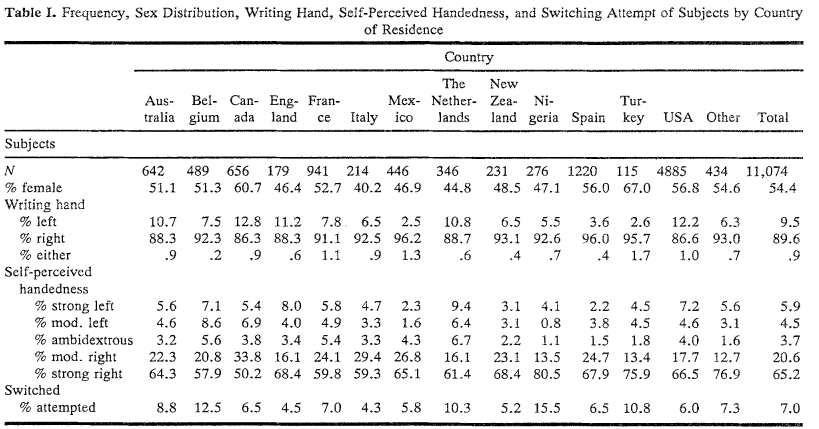 Table I. Frequency, Sex Distribution, Writing Hand, Self-Perceived Handedness, and Switching Attempt of Subjects by Country
of Residence
Country
The New
Aus- Bel- Can- Eng- Fran- Mex- Nether- Zea- Ni- Tur-
tralia gium ada land ce Italy ico lands land geria Spain key USA Other Total
Subjects
N 642 489 656 179 941 214 446 346 231 276 1220 115 4885 434 11,074
% female 51.1 51.3 60.7 46.4 52.7 40.2 46.9 44.8 48.5 47.1 56.0 67.0 56.8 54.6 54.4
Writing hand
% left 10.7 7.5 12.8 11.2 7.8 6.5 2.5 10.8 6.5 5.5 3.6 2.6 12.2 6.3 9.5
% right 88.3 92.3 86.3 88.3 91.1 92.5 96.2 88.7 93.1 92.6 96.0 95.7 86.6 93.0 89.6
% either .9 .2 .9 .6 1.1 .9 1.3 .6 .4 .7 .4 1.7 1.0 .7 .9
Self-perceived
handedness
% strong left 5.6 7.1 5.4 8.0 5.8 4.7 2.3 9.4 3.1 4.1 2.2 4.5 7.2 5.6 5.9
% mod. left 4.6 8.6 6.9 4.0 4.9 3.3 1.6 6.4 3.1 0.8 3.8 4.5 4.6 3.1 4.5
% ambidextrous 3.2 5.6 3.8 3.4 5.4 3.3 4.3 6.7 2.2 1.1 1.5 1.8 4.0 1.6 3.7
% mod. right 22.3 20.8 33.8 16.1 24.1 29.4 26.8 16.1 23.1 13.5 24.7 13.4 17.7 12.7 20.6
% strong right 64.3 57.9 50.2 68.4 59.8 59.3 65.1 61.4 68.4 80.5 67.9 75.9 66.5 76.9 65.2
Switched
% attempted 8.8 12.5 6.5 4.5 7.0 4.3 5.8 10.3 5.2 15.5 6.5 10.8 6.0 7.3 7.0